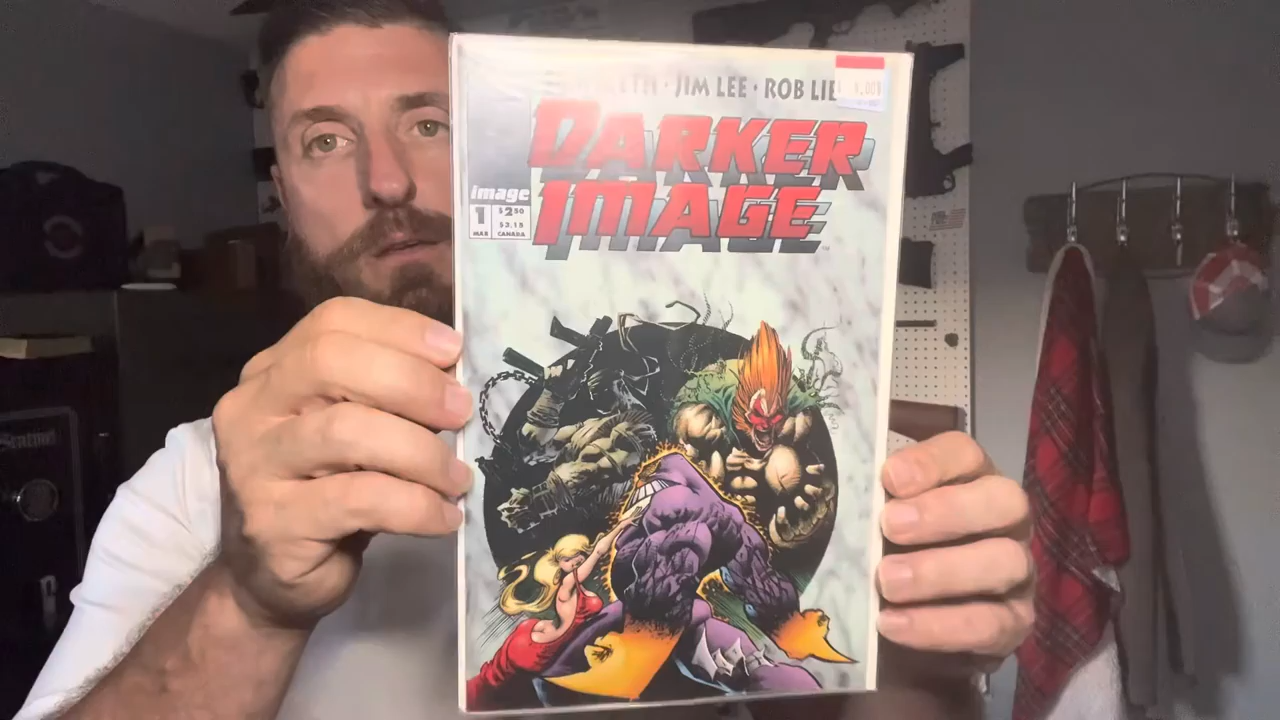 JIM LEE • ROB LIE
DARKER
IMAGE
image
1
$2.50
$3.15
MAR
CANADA
Sentinel